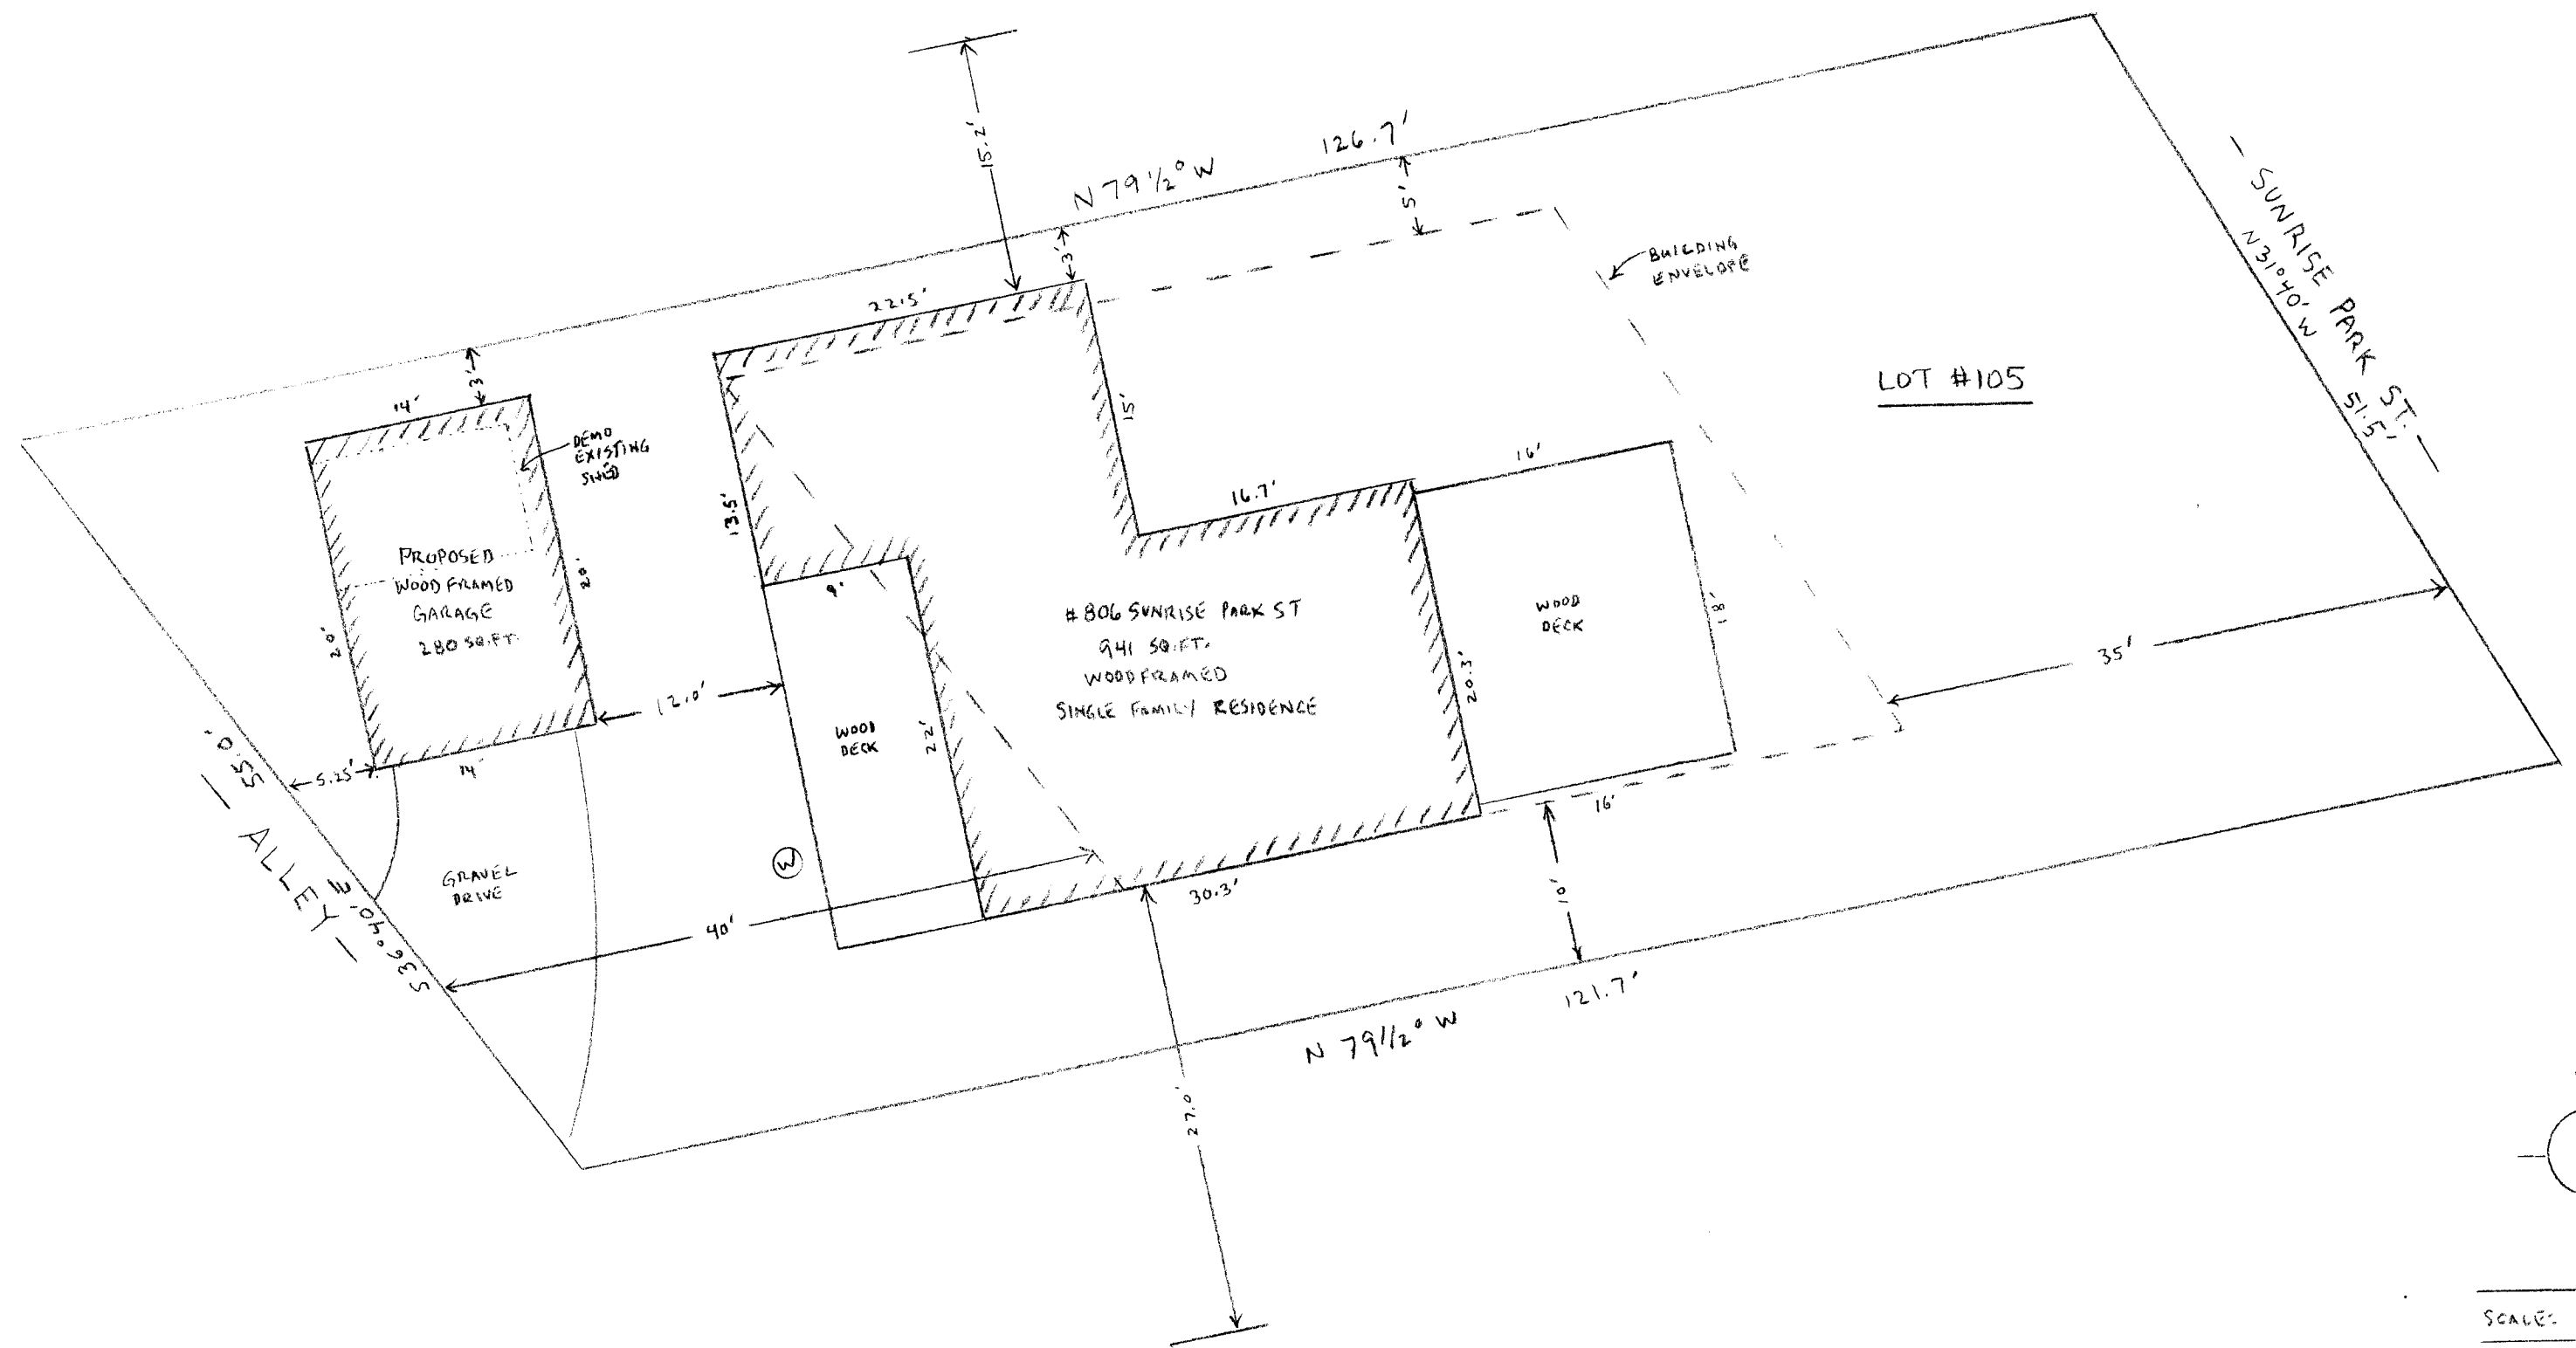 15.2'
N 79 1/2° W
126.7'
3'
5'
BUILDING
ENVELOPE
— SUNRISE PARK ST. —
N 31° 40' W
51.5'
LOT #105
22.5'
15'
13.5'
9'
16.7'
16'
3'
14'
DEMO
EXISTING
SHED
PROPOSED
WOOD FRAMED
GARAGE
280 SQ.FT.
20'
20'
14'
5.25'
12.0'
WOOD
DECK
22'
#806 SUNRISE PARK ST
941 SQ.FT.
WOOD FRAMED
SINGLE FAMILY RESIDENCE
20.3'
WOOD
DECK
18'
16'
35'
55.0'
— ALLEY —
S 36° 40' E
GRAVEL
DRIVE
W
40'
30.3'
10'
121.7'
N 79 1/2° W
27.0'
SCALE: